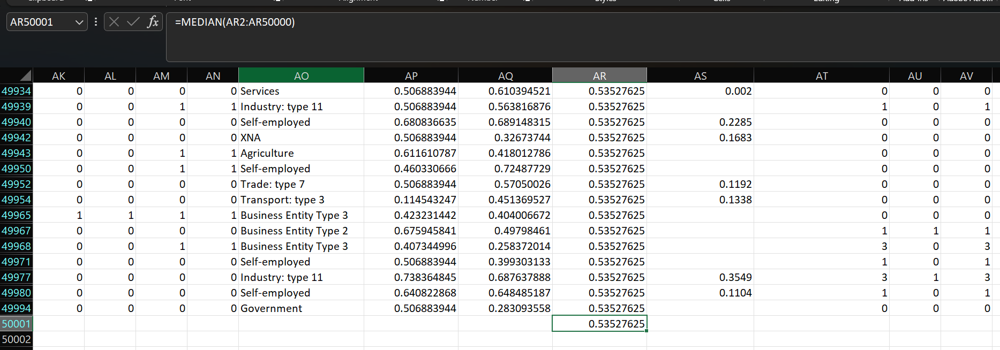 Clipboard Font Alignment Number Styles Cells Editing Add-ins
AR50001 fx =MEDIAN(AR2:AR50000)
AK AL AM AN AO AP AQ AR AS AT AU AV
49934 0 0 0 0 Services 0.506883944 0.610394521 0.53527625 0.002 0 0 0
49939 0 0 1 1 Industry: type 11 0.506883944 0.563816876 0.53527625 1 0 1
49940 0 0 0 0 Self-employed 0.680836635 0.689148315 0.53527625 0.2285 0 0 0
49942 0 0 0 0 XNA 0.506883944 0.32673744 0.53527625 0.1683 0 0 0
49943 0 0 1 1 Agriculture 0.611610787 0.418012786 0.53527625 0 0 0
49950 0 0 1 1 Self-employed 0.460330666 0.72487729 0.53527625 0 0 0
49952 0 0 0 0 Trade: type 7 0.506883944 0.57050026 0.53527625 0.1192 0 0 0
49954 0 0 0 0 Transport: type 3 0.114543247 0.451369527 0.53527625 0.1338 0 0 0
49965 1 1 1 1 Business Entity Type 3 0.423231442 0.404006672 0.53527625 0 0 0
49967 0 0 0 0 Business Entity Type 2 0.675945841 0.49798461 0.53527625 1 1 1
49968 0 0 1 1 Business Entity Type 3 0.407344996 0.258372014 0.53527625 3 0 3
49971 0 0 0 0 Self-employed 0.506883944 0.399303133 0.53527625 1 0 1
49977 0 0 0 0 Industry: type 11 0.738364845 0.687637888 0.53527625 0.3549 3 1 3
49980 0 0 0 0 Self-employed 0.640822868 0.648485187 0.53527625 0.1104 1 0 1
49994 0 0 0 0 Government 0.506883944 0.283093558 0.53527625 0 0 0
50001 0.53527625
50002